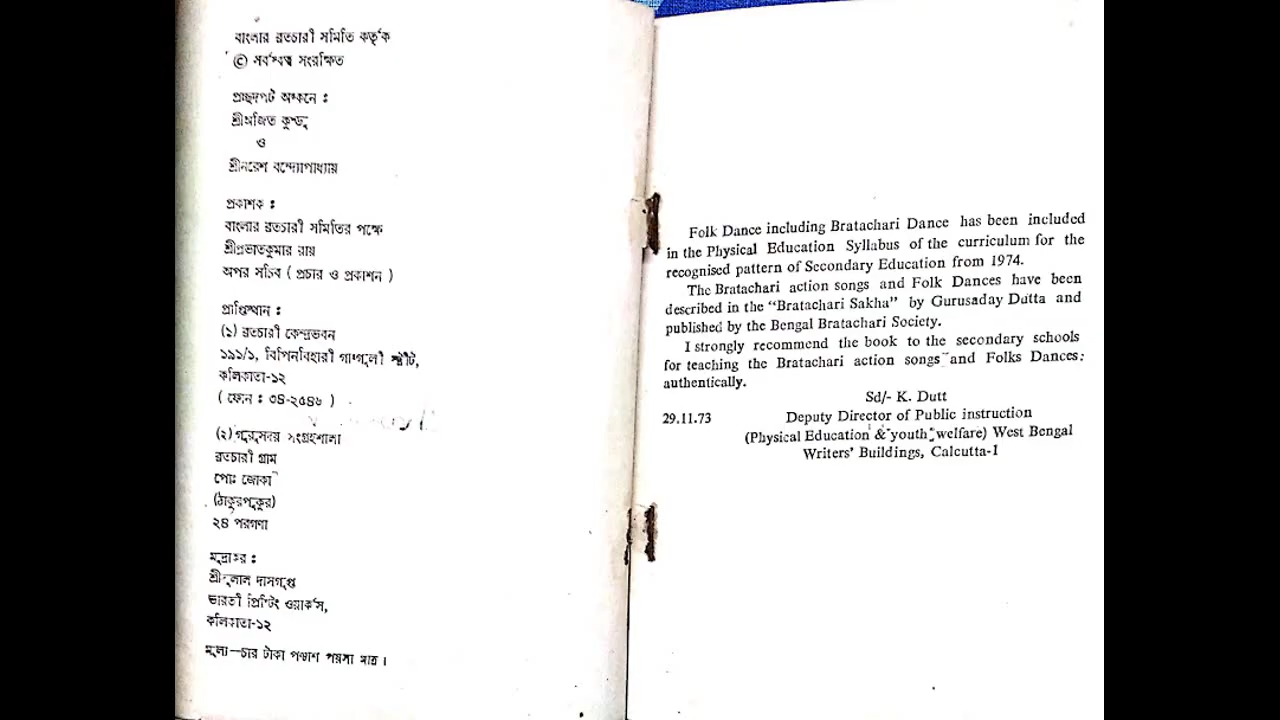 বাংলার ব্রতচারী সমিতি কর্তৃক
© সর্বস্বত্ব সংরক্ষিত
প্রচ্ছদপট অঙ্কনে :
শ্রীঅজিত কুণ্ডু
ও
শ্রীনরেশ বন্দ্যোপাধ্যায়
প্রকাশক :
বাংলার ব্রতচারী সমিতির পক্ষে
শ্রীপ্রভাতকুমার রায়
অপর সচিব ( প্রচার ও প্রকাশন )
প্রাপ্তিস্থান :
(১) ব্রতচারী কেন্দ্রভবন
১৯১/১, বিপিনবিহারী গাঙ্গুলী স্ট্রীট,
কলিকাতা-১২
( ফোন : ৩৪-২৫৪৬ )
(২) গুরুসদয় সংগ্রহশালা
ব্রতচারী গ্রাম
পোঃ জোকা
(ঠাকুরপুকুর)
২৪ পরগণা
মুদ্রাকর :
শ্রীদুলাল দাসগুপ্ত
ভারতী প্রিন্টিং ওয়ার্কস,
কলিকাতা-১২
মূল্য—চার টাকা পঞ্চাশ পয়সা মাত্র ।
Folk Dance including Bratachari Dance has been included
in the Physical Education Syllabus of the curriculum for the
recognised pattern of Secondary Education from 1974.
The Bratachari action songs and Folk Dances have been
described in the “Bratachari Sakha” by Gurusaday Dutta and
published by the Bengal Bratachari Society.
I strongly recommend the book to the secondary schools
for teaching the Bratachari action songs and Folks Dances:
authentically.
Sd/- K. Dutt
29.11.73 Deputy Director of Public instruction
(Physical Education & youth welfare) West Bengal
Writers’ Buildings, Calcutta-1